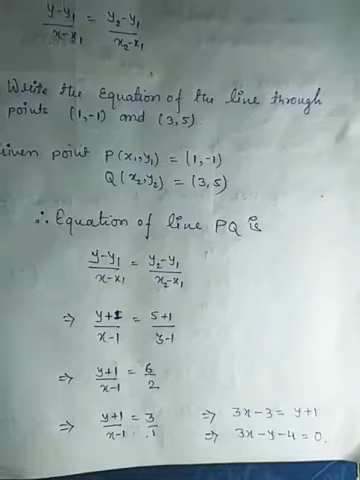 y-y₁/x-x₁ = y₂-y₁/x₂-x₁
Write the Equation of the line through
points (1,-1) and (3,5).
Given point P(x₁,y₁) = (1,-1)
Q(x₂,y₂) = (3,5)
∴ Equation of line PQ is
y-y₁/x-x₁ = y₂-y₁/x₂-x₁
⇒ y+1/x-1 = 5+1/3-1
⇒ y+1/x-1 = 6/2
⇒ y+1/x-1 = 3/1 ⇒ 3x-3 = y+1
⇒ 3x-y-4=0.